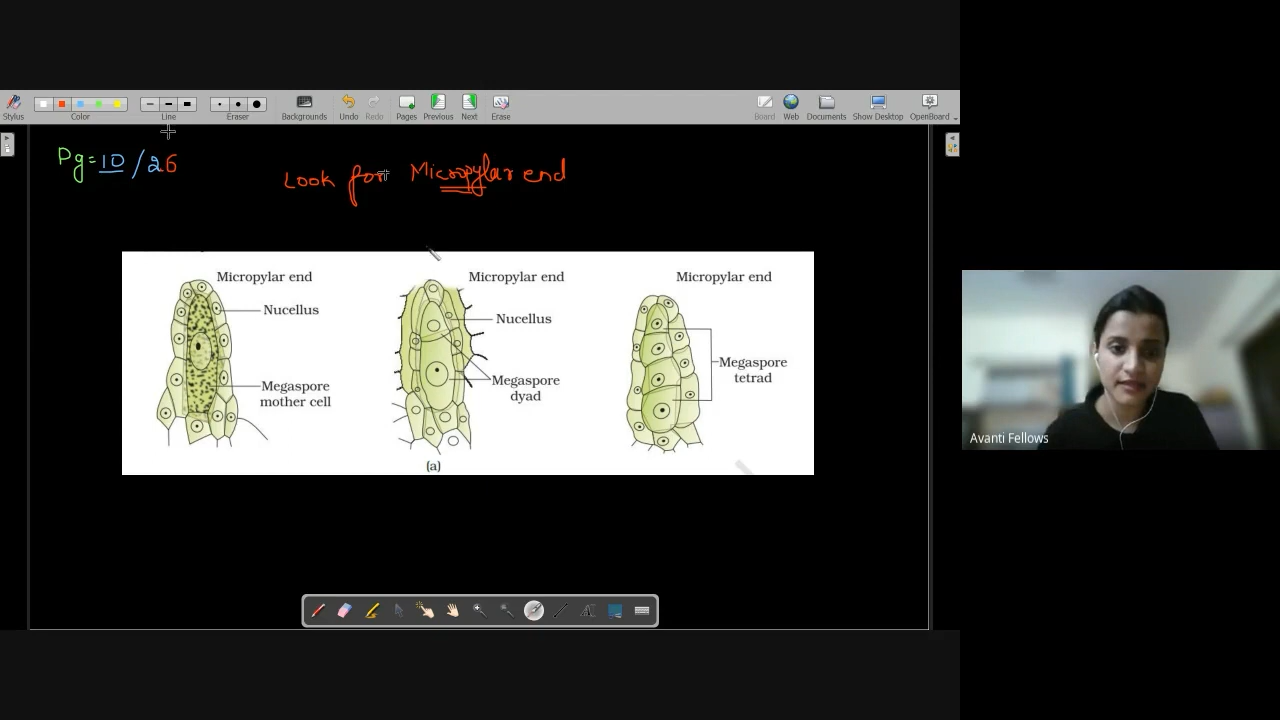 Stylus
Color
Line
Eraser
Backgrounds
Undo
Redo
Pages
Previous
Next
Erase
Board
Web
Documents
Show Desktop
OpenBoard
Pg=10/26
Look for Micropylar end
Micropylar end
Nucellus
Megaspore
mother cell
Micropylar end
Nucellus
Megaspore
dyad
(a)
Micropylar end
Megaspore
tetrad
Avanti Fellows